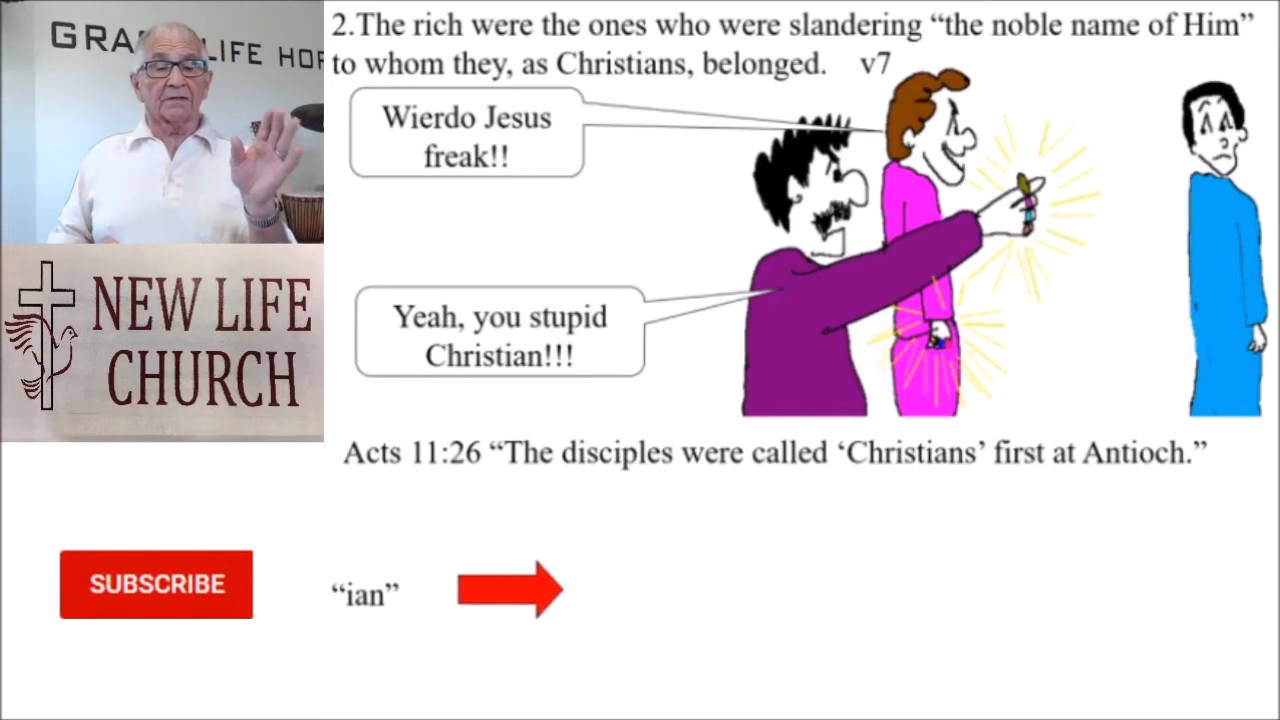 2.The rich were the ones who were slandering “the noble name of Him”
to whom they, as Christians, belonged. v7
Wierdo Jesus
freak!!
Yeah, you stupid
Christian!!!
Acts 11:26 “The disciples were called ‘Christians’ first at Antioch.”
“ian”
LIFE
NEW LIFE
CHURCH
SUBSCRIBE